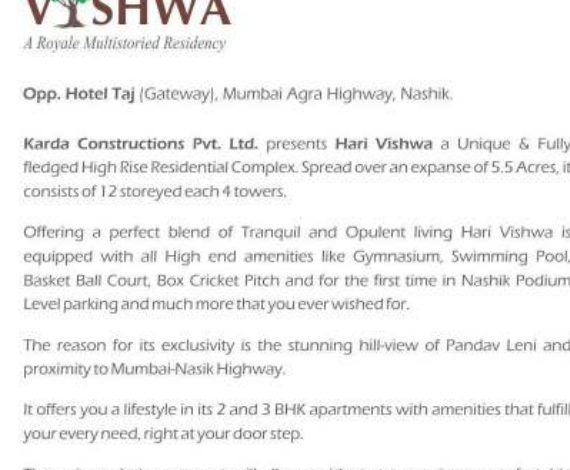 VISHWA
A Royale Multistoried Residency
Opp. Hotel Taj (Gateway), Mumbai Agra Highway, Nashik.
Karda Constructions Pvt. Ltd. presents Hari Vishwa a Unique & Fully
fledged High Rise Residential Complex. Spread over an expanse of 5.5 Acres, it
consists of 12 storeyed each 4 towers.
Offering a perfect blend of Tranquil and Opulent living Hari Vishwa is
equipped with all High end amenities like Gymnasium, Swimming Pool,
Basket Ball Court, Box Cricket Pitch and for the first time in Nashik Podium
Level parking and much more that you ever wished for.
The reason for its exclusivity is the stunning hill-view of Pandav Leni and
proximity to Mumbai-Nasik Highway.
It offers you a lifestyle in its 2 and 3 BHK apartments with amenities that fulfill
your every need, right at your door step.